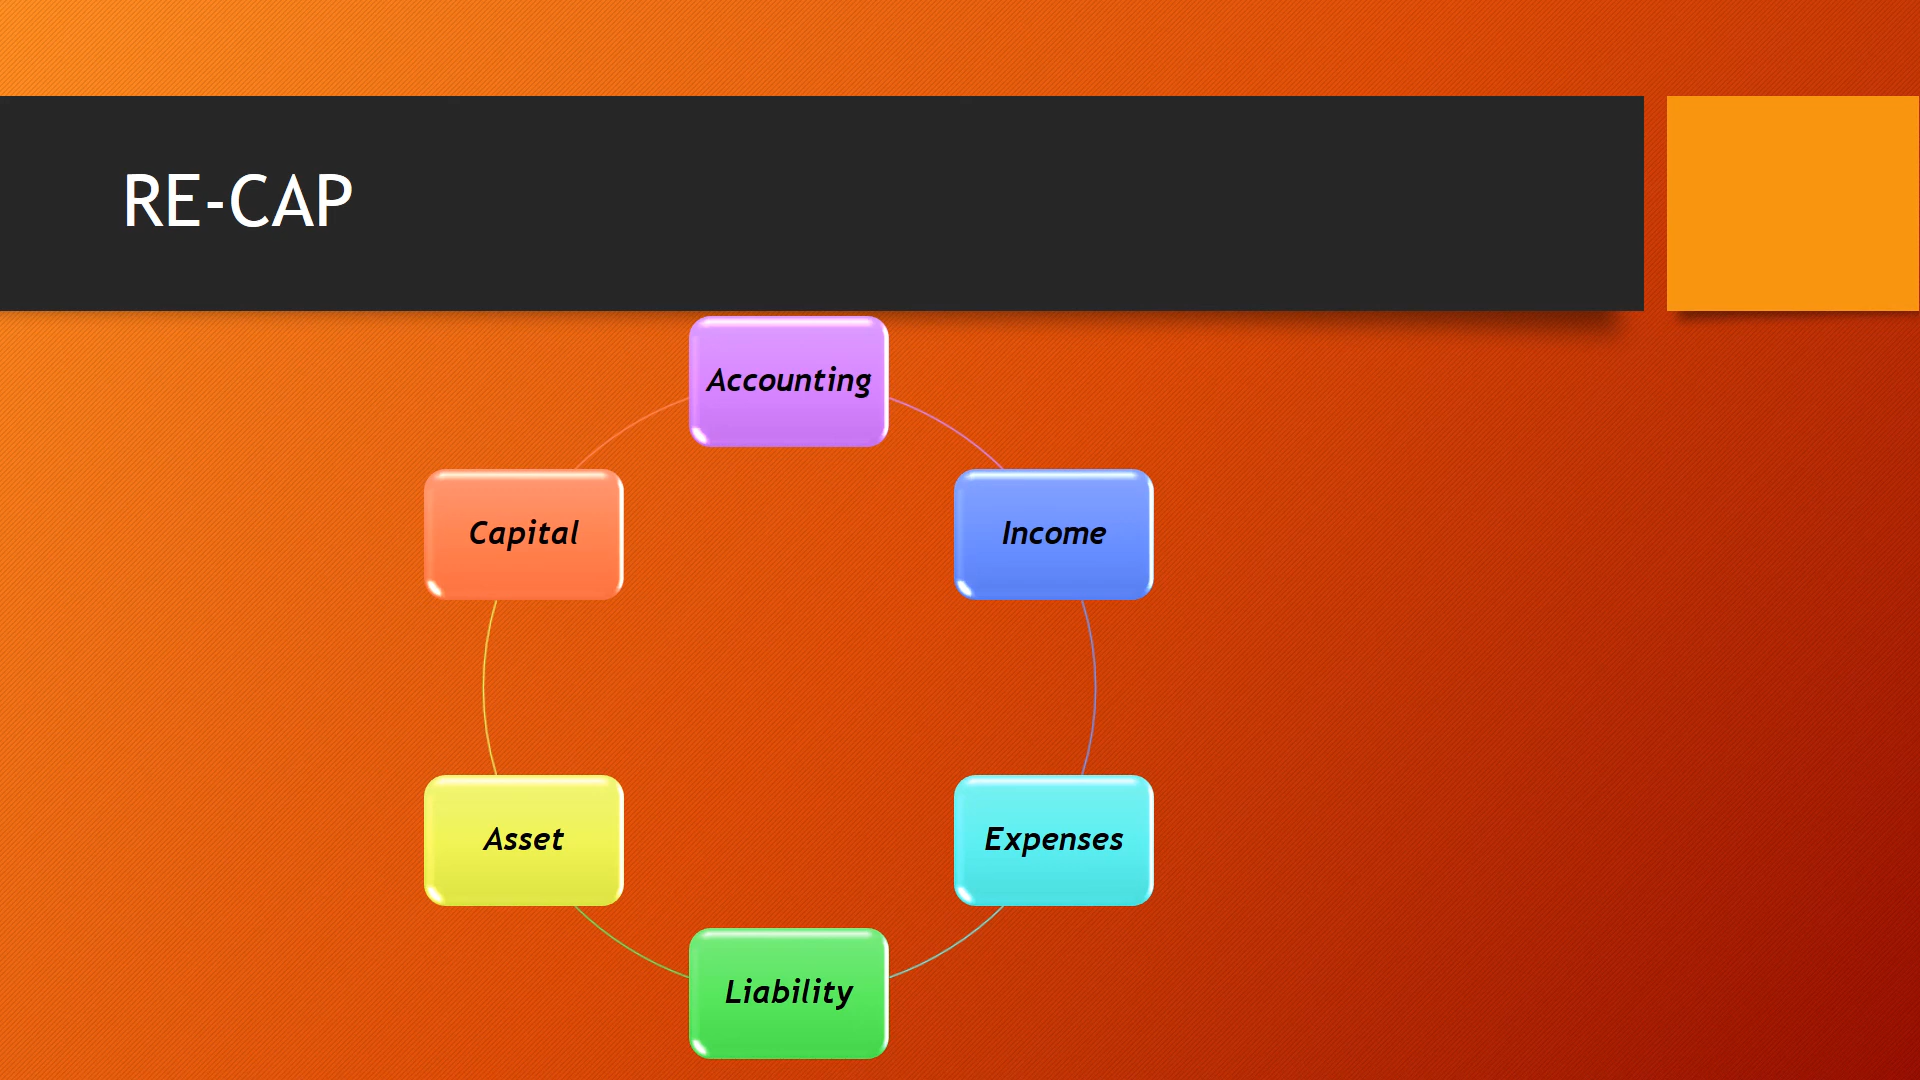 RE-CAP
Accounting
Income
Expenses
Liability
Asset
Capital